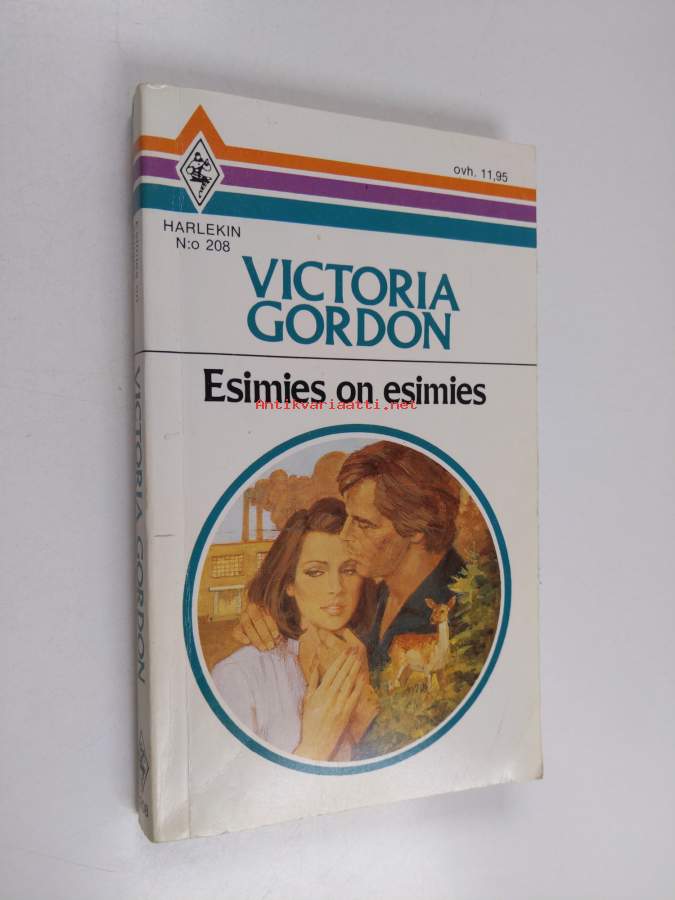 ovh. 11,95
HARLEKIN
N:o 208
VICTORIA
GORDON
Esimies on esimies
Antikvariaatti.net
VICTORIA GORDON